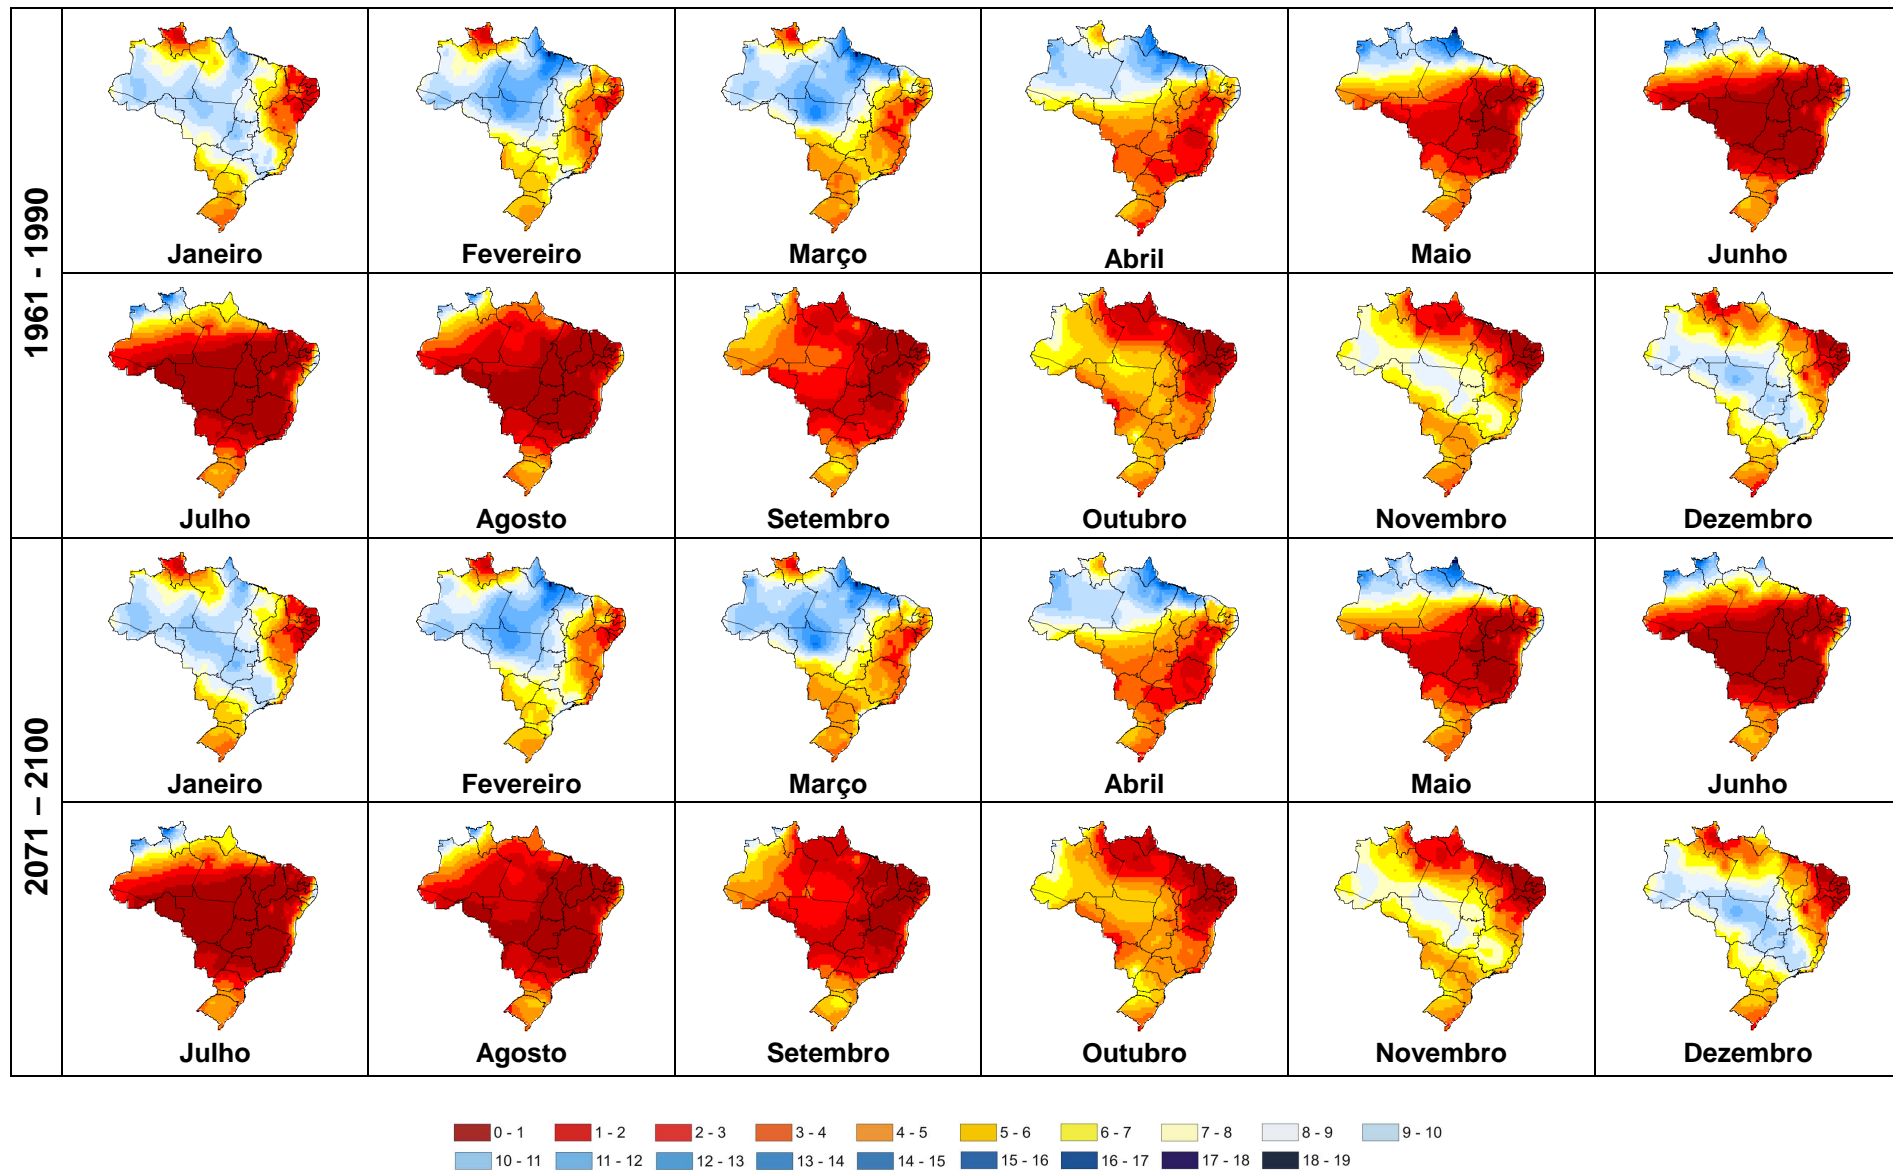 1961 - 1990
Janeiro
Fevereiro
Março
Abril
Maio
Junho
Julho
Agosto
Setembro
Outubro
Novembro
Dezembro
2071 – 2100
Janeiro
Fevereiro
Março
Abril
Maio
Junho
Julho
Agosto
Setembro
Outubro
Novembro
Dezembro
0 - 1 1 - 2 2 - 3 3 - 4 4 - 5 5 - 6 6 - 7 7 - 8 8 - 9 9 - 10
10 - 11 11 - 12 12 - 13 13 - 14 14 - 15 15 - 16 16 - 17 17 - 18 18 - 19